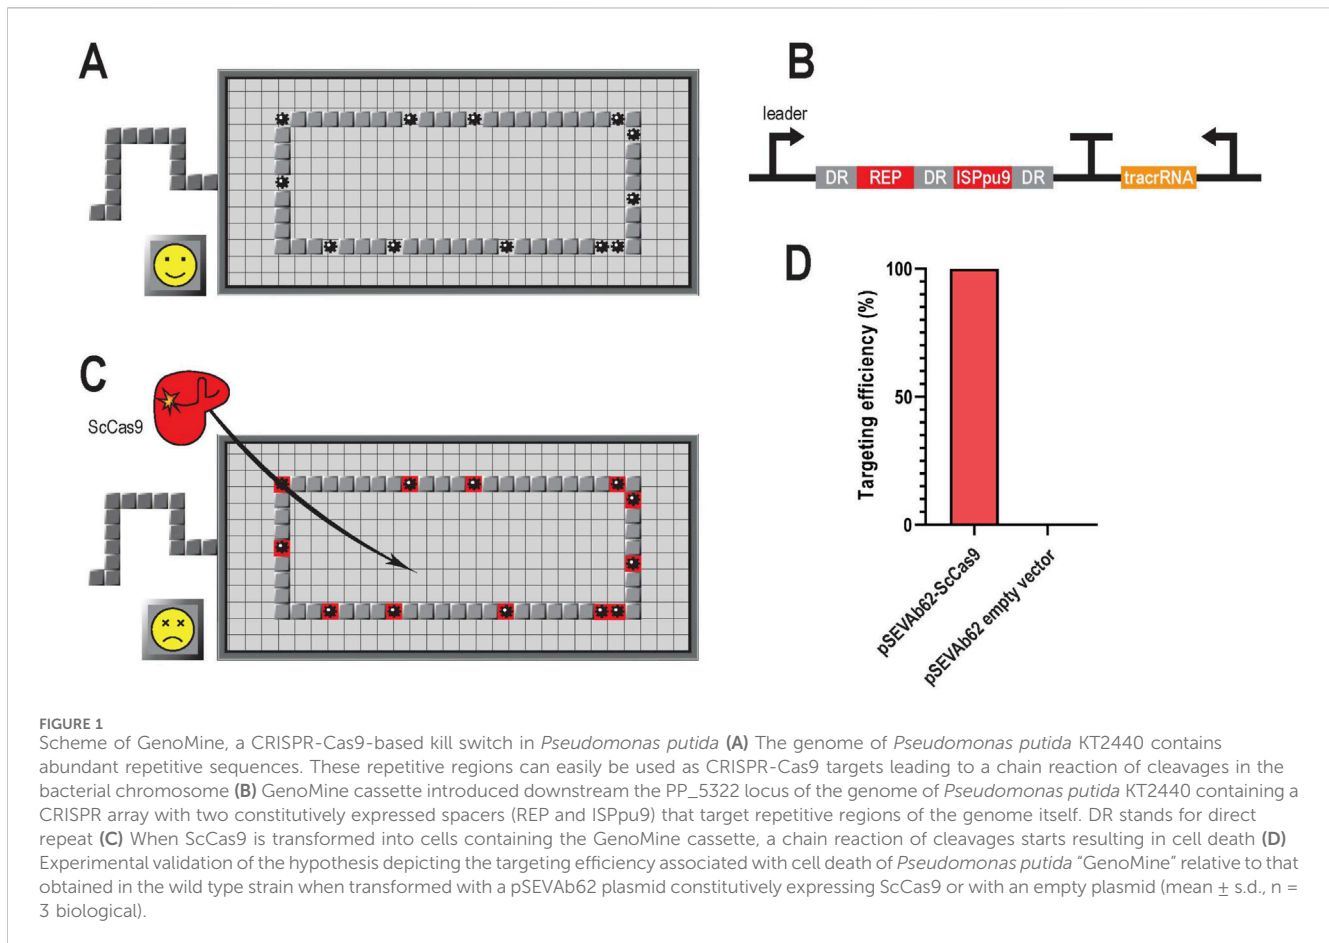 A
B
leader
DR REP DR ISPpu9 DR tracrRNA
C
ScCas9
D
Targeting efficiency (%)
100
50
0
pSEVAb62-ScCas9
pSEVAb62 empty vector
FIGURE 1
Scheme of GenoMine, a CRISPR-Cas9-based kill switch in Pseudomonas putida (A) The genome of Pseudomonas putida KT2440 contains
abundant repetitive sequences. These repetitive regions can easily be used as CRISPR-Cas9 targets leading to a chain reaction of cleavages in the
bacterial chromosome (B) GenoMine cassette introduced downstream the PP_5322 locus of the genome of Pseudomonas putida KT2440 containing a
CRISPR array with two constitutively expressed spacers (REP and ISPpu9) that target repetitive regions of the genome itself. DR stands for direct
repeat (C) When ScCas9 is transformed into cells containing the GenoMine cassette, a chain reaction of cleavages starts resulting in cell death (D)
Experimental validation of the hypothesis depicting the targeting efficiency associated with cell death of Pseudomonas putida “GenoMine” relative to that
obtained in the wild type strain when transformed with a pSEVAb62 plasmid constitutively expressing ScCas9 or with an empty plasmid (mean ± s.d., n =
3 biological).